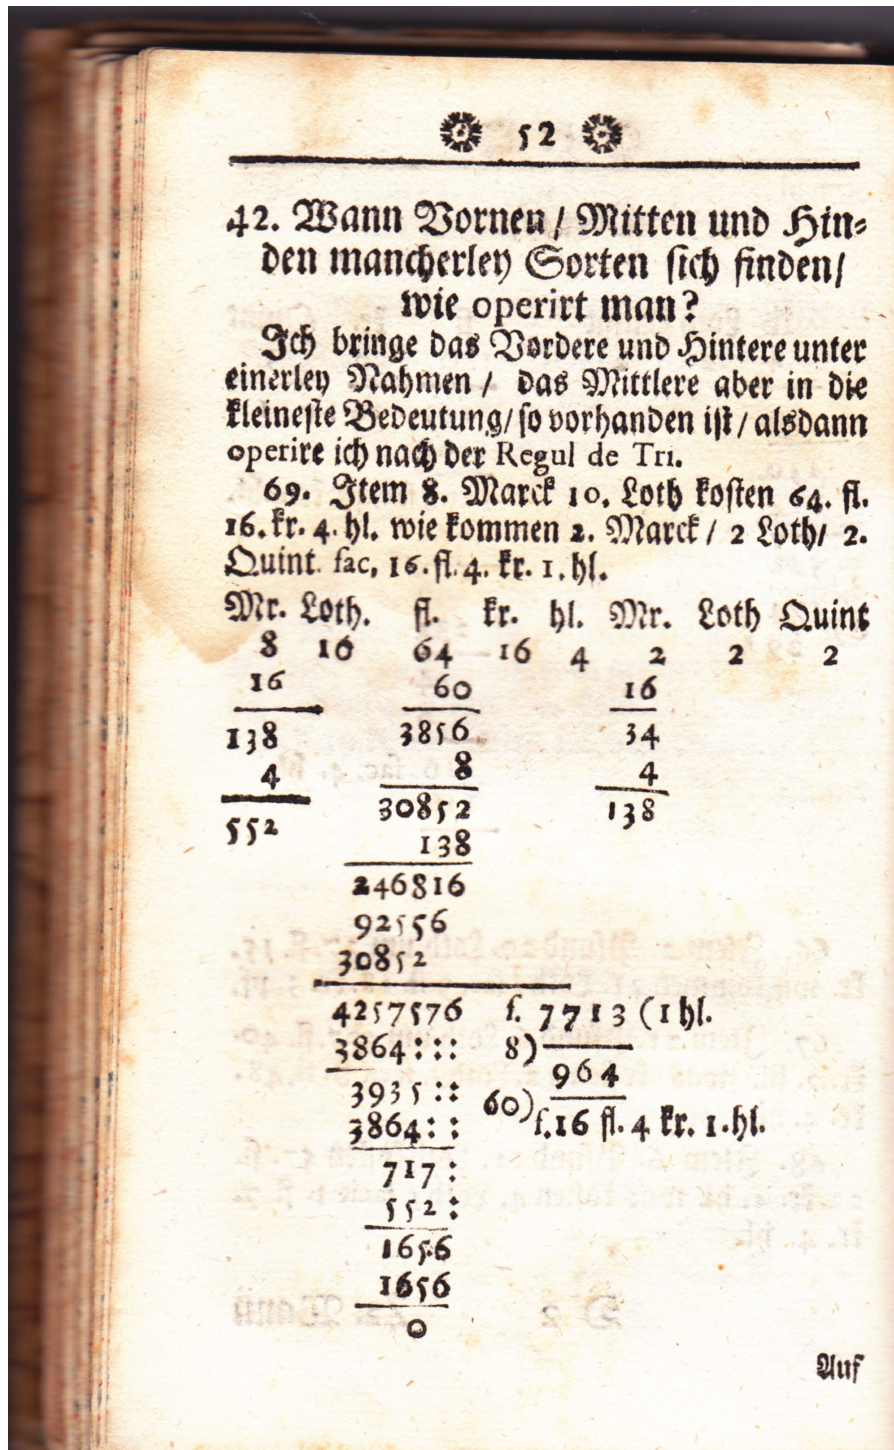 52
42. Wann Vornen / Mitten und Hin⸗
den mancherley Sorten sich finden/
wie operirt man?
Ich bringe das Vordere und Hintere unter
einerley Nahmen / das Mittlere aber in die
kleineste Bedeutung/ so vorhanden ist / alsdann
operire ich nach der Regul de Tri.
69. Item 8. Marck 10. Loth kosten 64. fl.
16. kr. 4. hl. wie kommen 2. Marck / 2 Loth/ 2.
Quint. fac, 16. fl. 4. kr. 1. hl.
Mr. Loth. fl. kr. hl. Mr. Loth Quint
8 10 64 16 4 2 2 2
16 60 16
138 3856 34
4 8 4
552 30852 138
138
246816
92556
30852
4257576 f. 7713 (1 hl.
3864::: 8)
3935:: 964
3864:: 60) f. 16 fl. 4 kr. 1. hl.
717:
552:
1656
1656
0
Auf